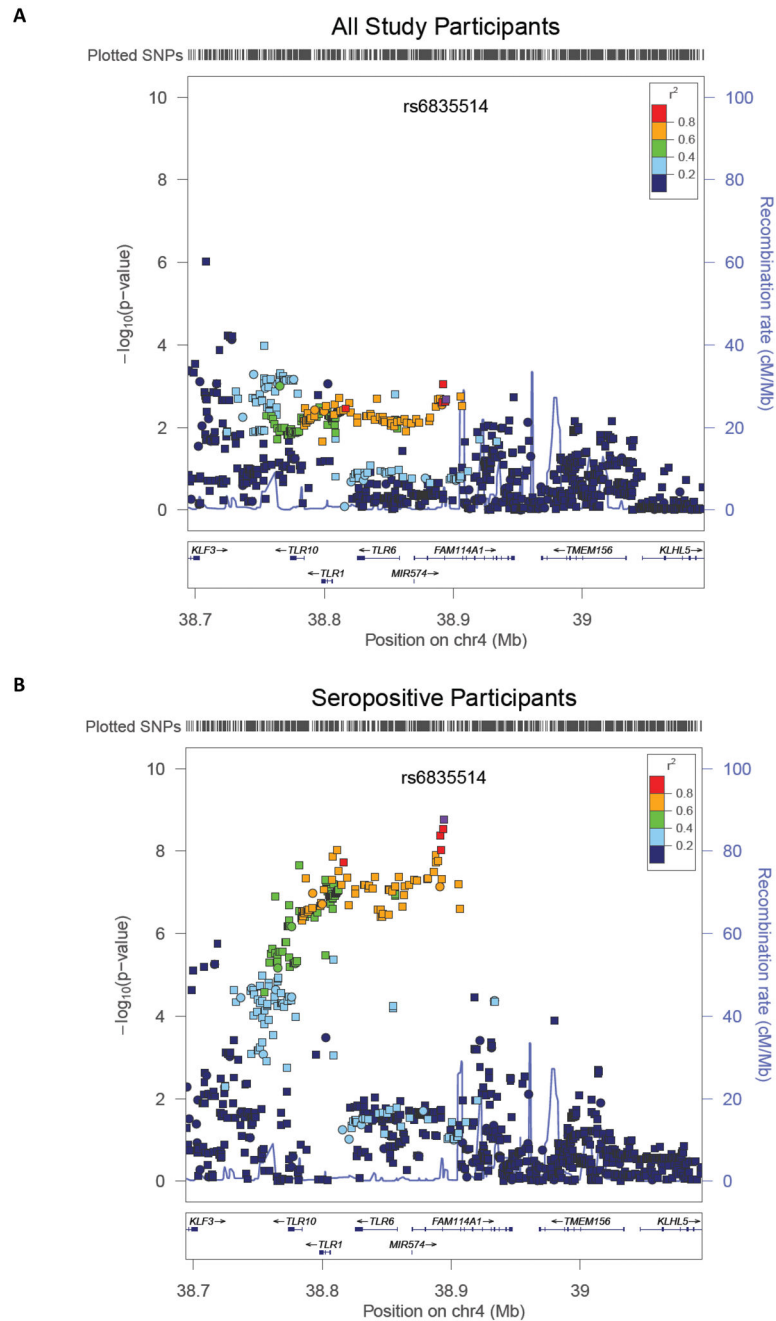 A
All Study Participants
Plotted SNPs
rs6835514
r²
0.8
0.6
0.4
0.2
10
8
6
4
2
0
−log₁₀(p−value)
100
80
60
40
20
0
Recombination rate (cM/Mb)
KLF3→
←TLR10
←TLR6
FAM114A1→
←TMEM156
KLHL5→
←TLR1
MIR574→
38.7
38.8
38.9
39
Position on chr4 (Mb)
B
Seropositive Participants
Plotted SNPs
rs6835514
r²
0.8
0.6
0.4
0.2
10
8
6
4
2
0
−log₁₀(p−value)
100
80
60
40
20
0
Recombination rate (cM/Mb)
KLF3→
←TLR10
←TLR6
FAM114A1→
←TMEM156
KLHL5→
←TLR1
MIR574→
38.7
38.8
38.9
39
Position on chr4 (Mb)